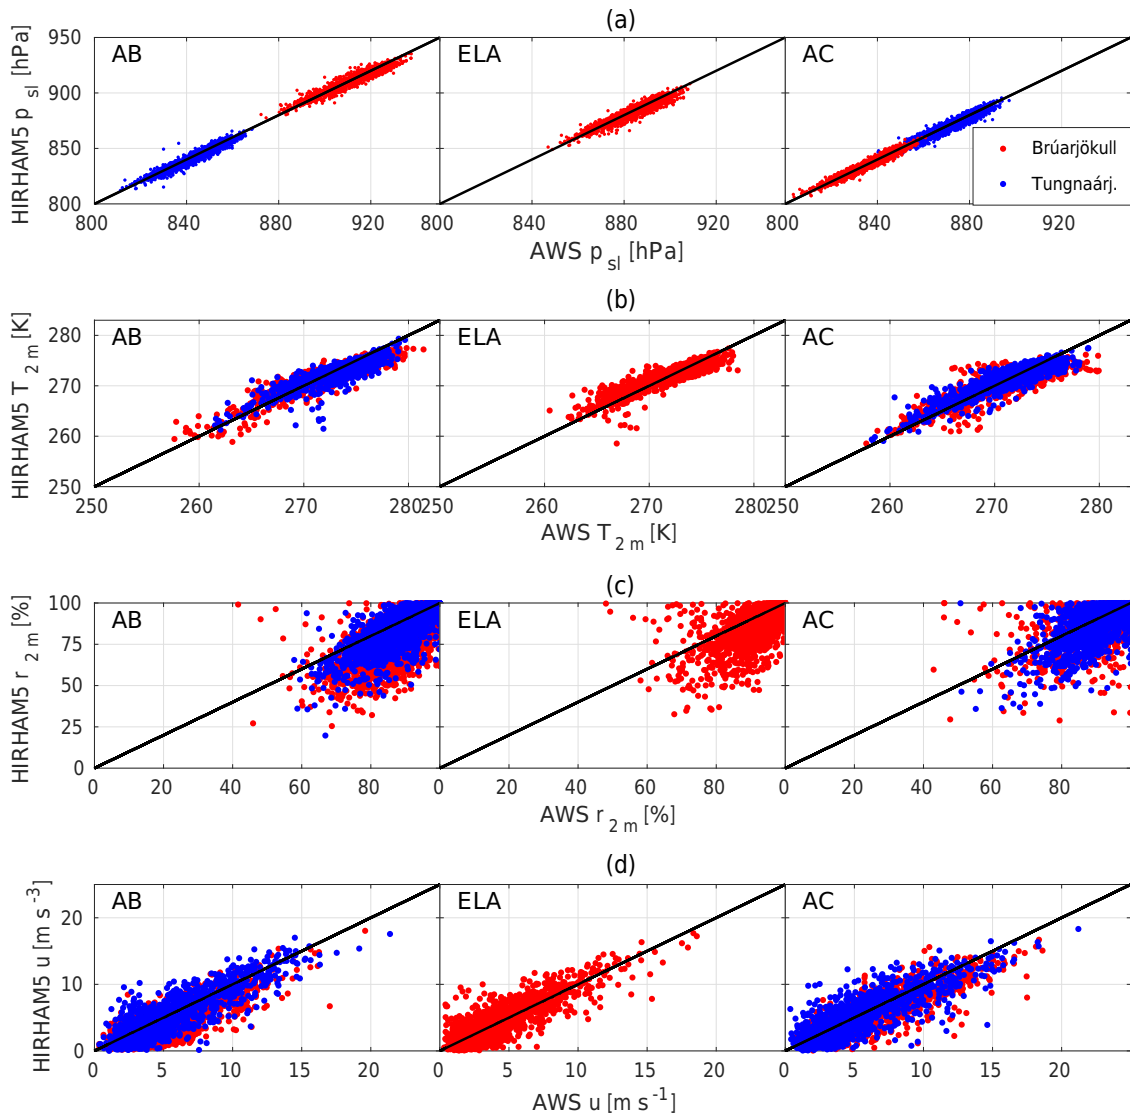 (a)
950
900
850
800
HIRHAM5 p sl [hPa]
AB
ELA
AC
Brúarjökull
Tungnaárj.
800 840 880 920 800 840 880 920 800 840 880 920
AWS p sl [hPa]
(b)
280
270
260
250
HIRHAM5 T 2 m [K]
AB
ELA
AC
250 260 270 280250 260 270 280250 260 270 280
AWS T 2 m [K]
(c)
100
75
50
25
0
HIRHAM5 r 2 m [%]
AB
ELA
AC
0 20 40 60 80 0 20 40 60 80 0 20 40 60 80
AWS r 2 m [%]
(d)
20
10
0
HIRHAM5 u [m s -3]
AB
ELA
AC
0 5 10 15 20 0 5 10 15 20 0 5 10 15 20
AWS u [m s -1]